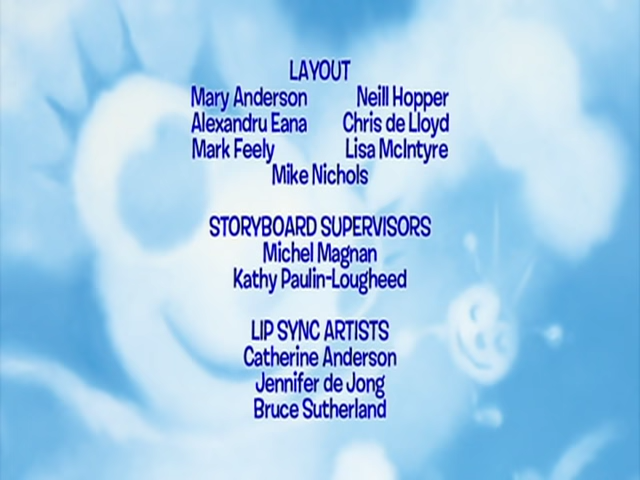 LAYOUT
Mary Anderson Neill Hopper
Alexandru Eana Chris de Lloyd
Mark Feely Lisa McIntyre
Mike Nichols
STORYBOARD SUPERVISORS
Michel Magnan
Kathy Paulin-Lougheed
LIP SYNC ARTISTS
Catherine Anderson
Jennifer de Jong
Bruce Sutherland